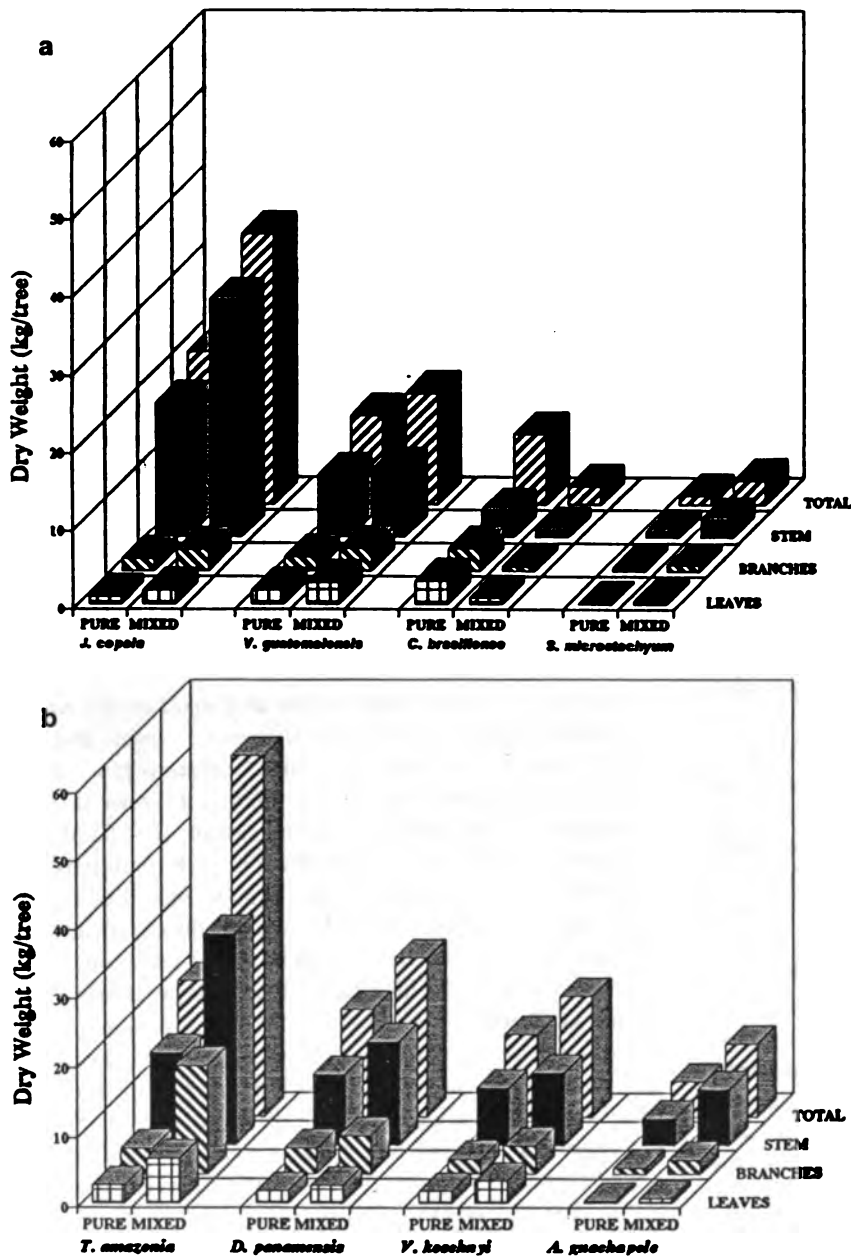 a
Dry Weight (kg/tree)
60
50
40
30
20
10
0
TOTAL
STEM
BRANCHES
LEAVES
PURE MIXED PURE MIXED PURE MIXED PURE MIXED
J. copaia V. guatemalensis C. brasiliense S. microstachyum
b
Dry Weight (kg/tree)
60
50
40
30
20
10
0
TOTAL
STEM
BRANCHES
LEAVES
PURE MIXED PURE MIXED PURE MIXED PURE MIXED
T. amazonia D. panamensis V. koschnyi A. guachapele